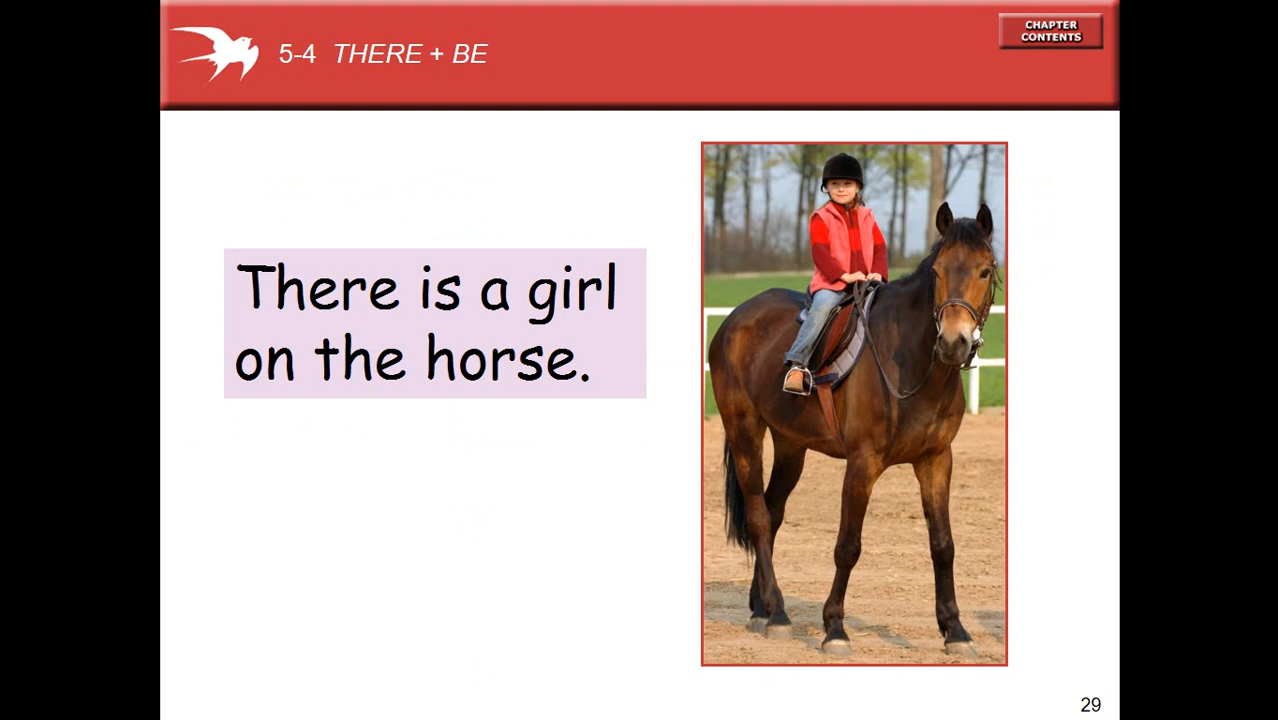 CHAPTER
CONTENTS
5-4 THERE + BE
There is a girl
on the horse.
29